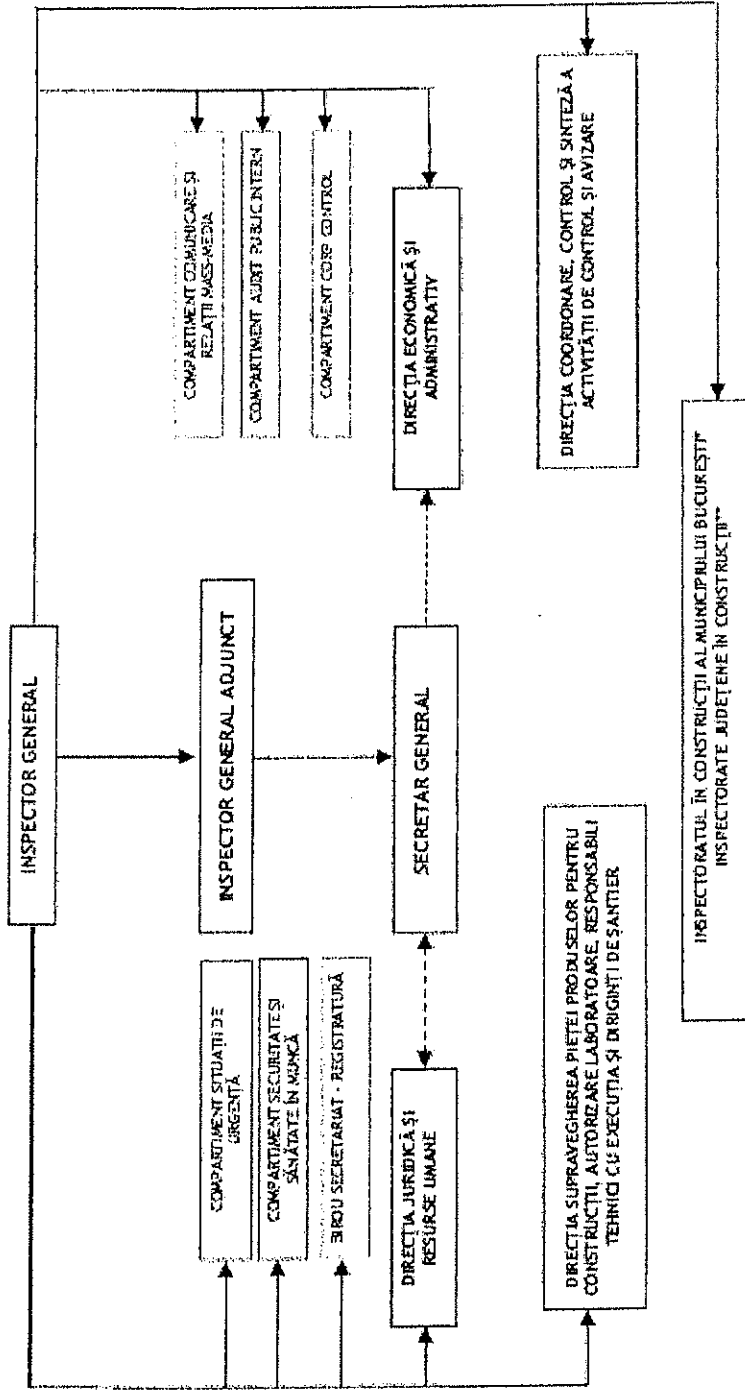 INSPECTOR GENERAL
COMPARTIMENT SITUAȚII DE
URGENȚĂ
COMPARTIMENT SECURITATE ȘI
SĂNĂTATE ÎN MUNCĂ
BIROU SECRETARIAT - REGISTRATURĂ
INSPECTOR GENERAL ADJUNCT
COMPARTIMENT COMUNICARE ȘI
RELAȚII MASS-MEDIA
COMPARTIMENT AUDIT PUBLIC INTERN
COMPARTIMENT CORP CONTROL
DIRECȚIA JURIDICĂ ȘI
RESURSE UMANE
SECRETAR GENERAL
DIRECȚIA ECONOMICĂ ȘI
ADMINISTRATIV
DIRECȚIA SUPRAVEGHEREA PIEȚEI PRODUSELOR PENTRU
CONSTRUCȚII, AUTORIZARE LABORATOARE, RESPONSABILI
TEHNICI CU EXECUȚIA ȘI DIRIGINȚI DE ȘANTIER
DIRECȚIA COORDONARE, CONTROL ȘI SINTEZĂ A
ACTIVITĂȚII DE CONTROL ȘI AVIZARE
INSPECTORATUL ÎN CONSTRUCȚII AL MUNICIPIULUI BUCUREȘTI*
INSPECTORATE JUDEȚENE ÎN CONSTRUCȚII**